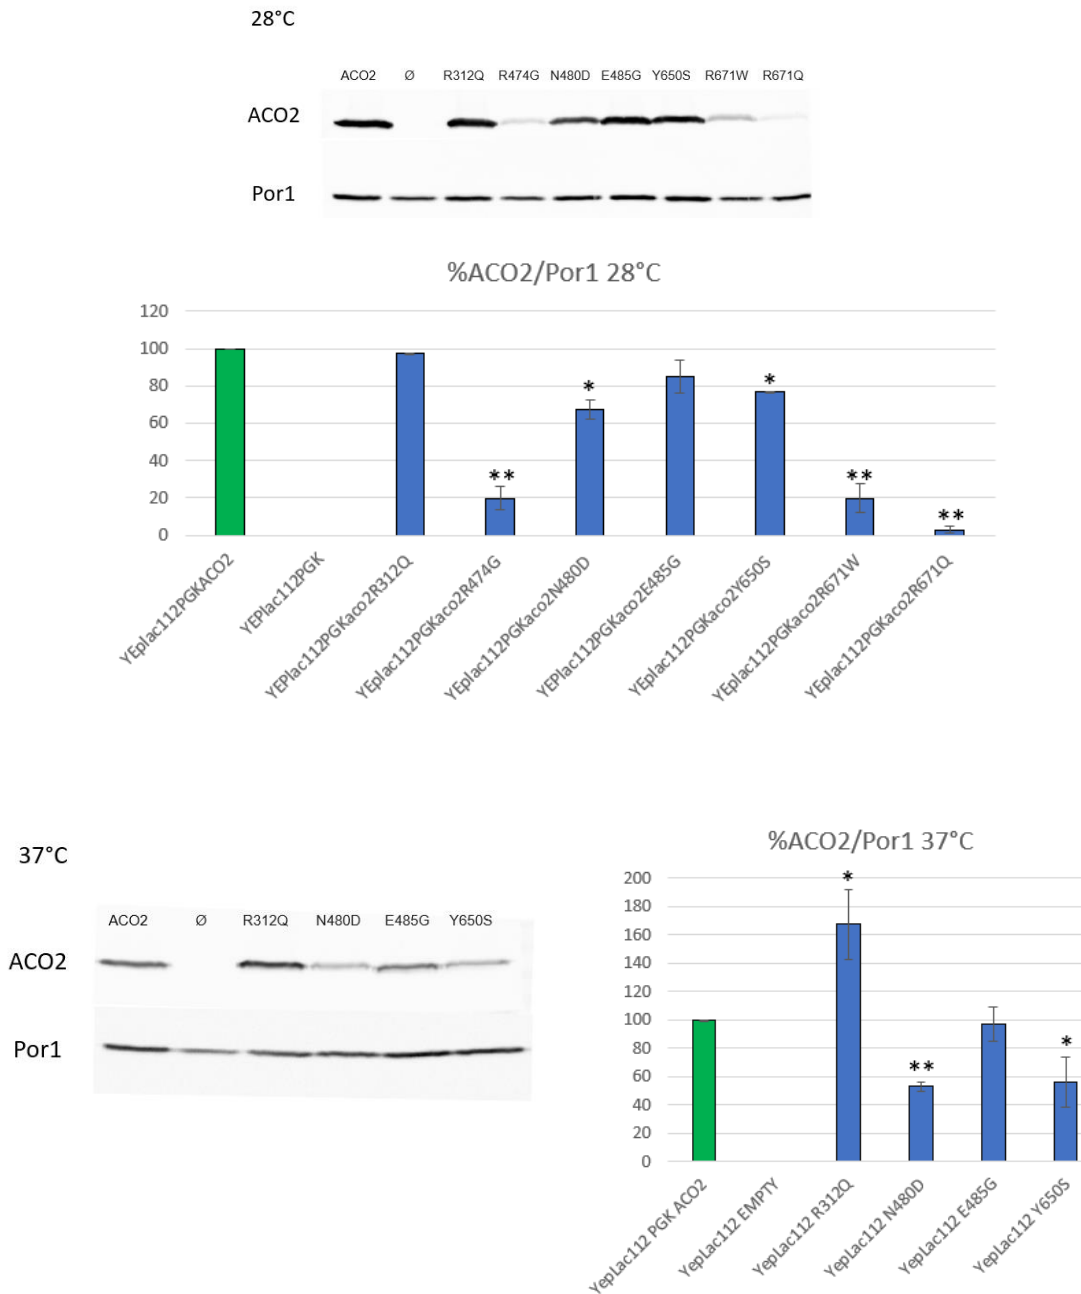 28°C
ACO2 Ø R312Q R474G N480D E485G Y650S R671W R671Q
ACO2
Por1
%ACO2/Por1 28°C
120
100
80
60
40
20
0
*
*
**
**
**
YEplac112PGKACO2
YEPlac112PGK
YEPlac112PGKaco2R312Q
YEplac112PGKaco2R474G
YEplac112PGKaco2N480D
YEPlac112PGKaco2E485G
YEplac112PGKaco2Y650S
YEplac112PGKaco2R671W
YEplac112PGKaco2R671Q
37°C
ACO2 Ø R312Q N480D E485G Y650S
ACO2
Por1
%ACO2/Por1 37°C
200
180
160
140
120
100
80
60
40
20
0
*
**
*
YepLac112 PGK ACO2
YepLac112 EMPTY
YepLac112 R312Q
YepLac112 N480D
YepLac112 E485G
YepLac112 Y650S